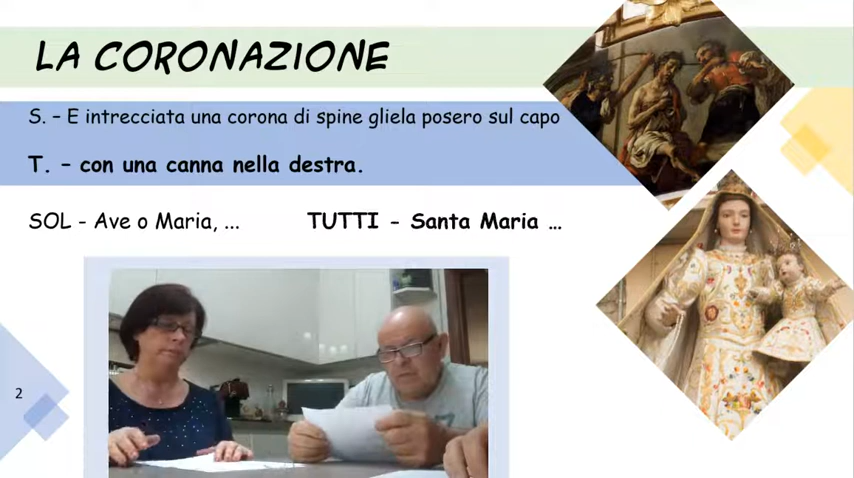 LA CORONAZIONE
S. – E intrecciata una corona di spine gliela posero sul capo
T. – con una canna nella destra.
SOL - Ave o Maria, ... TUTTI - Santa Maria …
2